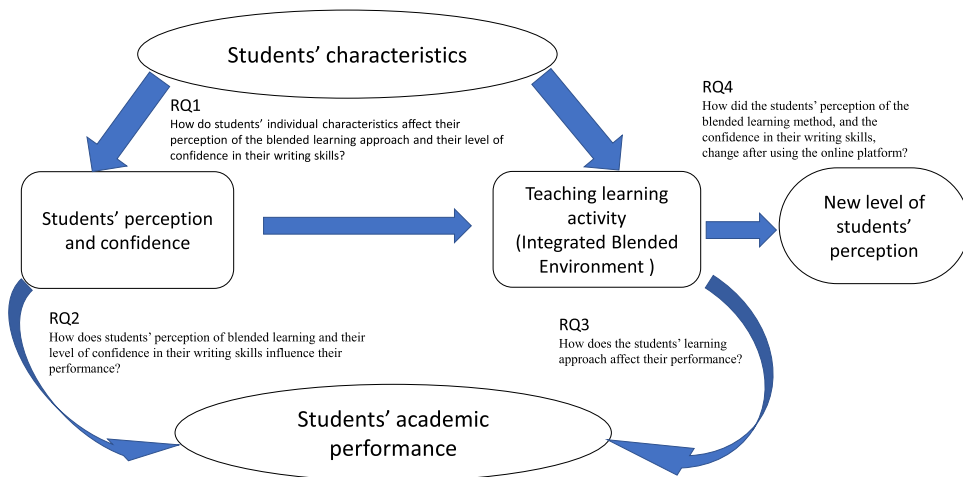 Students’ characteristics
RQ1
How do students’ individual characteristics affect their
perception of the blended learning approach and their level of
confidence in their writing skills?
RQ4
How did the students’ perception of the
blended learning method, and the
confidence in their writing skills,
change after using the online platform?
Students’ perception
and confidence
Teaching learning
activity
(Integrated Blended
Environment )
New level of
students’
perception
RQ2
How does students’ perception of blended learning and their
level of confidence in their writing skills influence their
performance?
RQ3
How does the students’ learning
approach affect their performance?
Students’ academic
performance